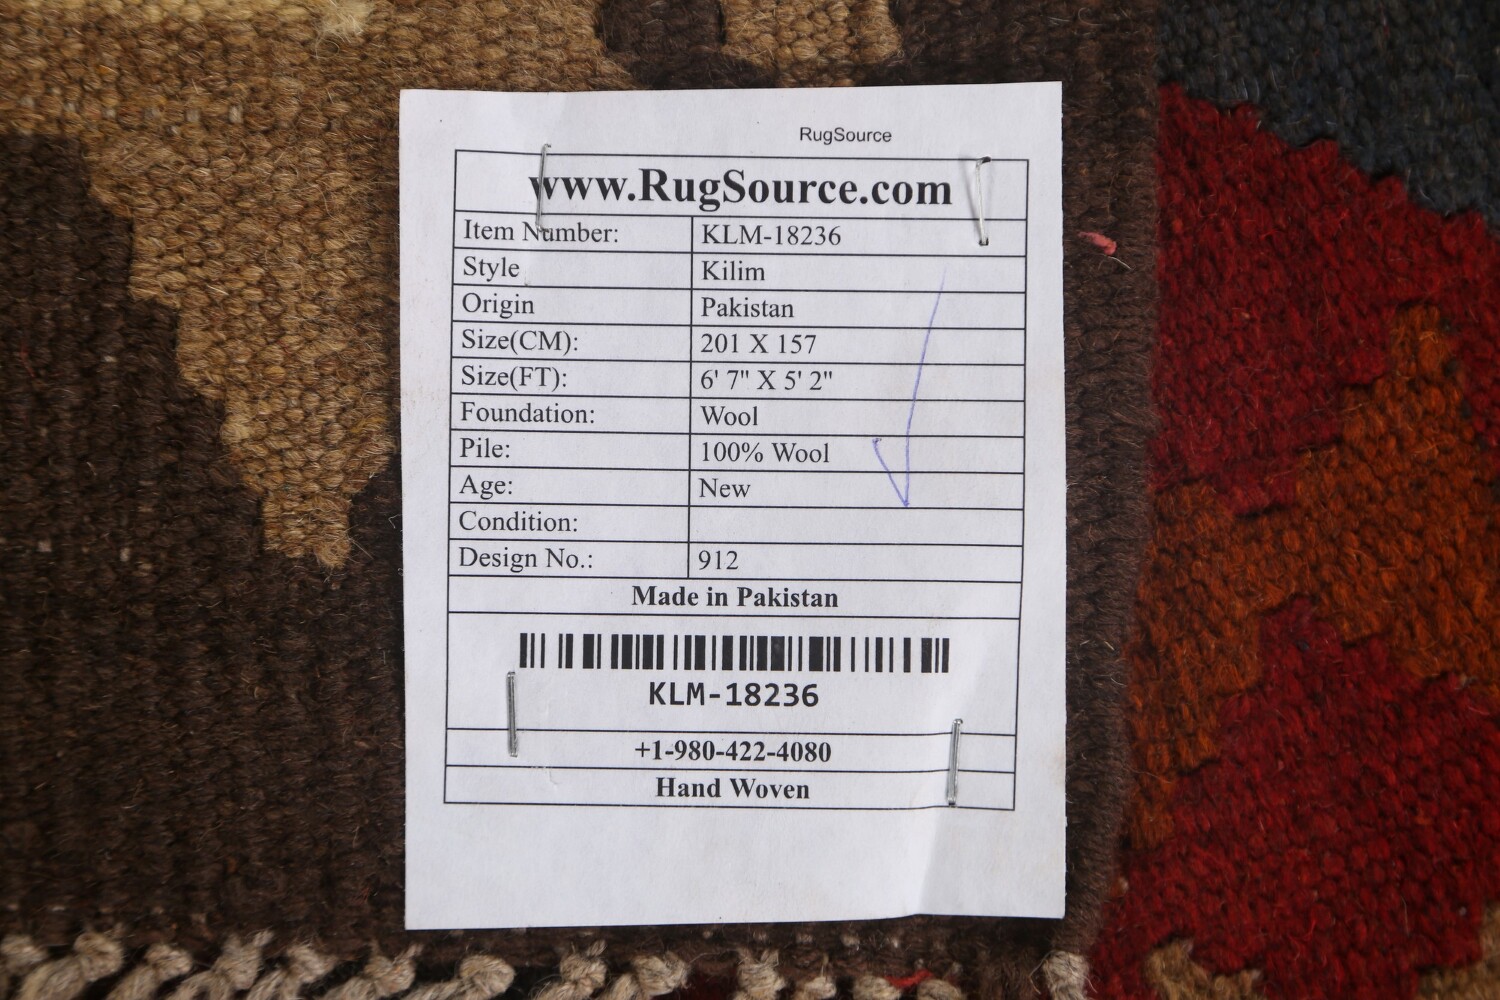 RugSource
www.RugSource.com
Item Number: KLM-18236
Style Kilim
Origin Pakistan
Size(CM): 201 X 157
Size(FT): 6' 7" X 5' 2"
Foundation: Wool
Pile: 100% Wool
Age: New
Condition:
Design No.: 912
Made in Pakistan
KLM-18236
+1-980-422-4080
Hand Woven